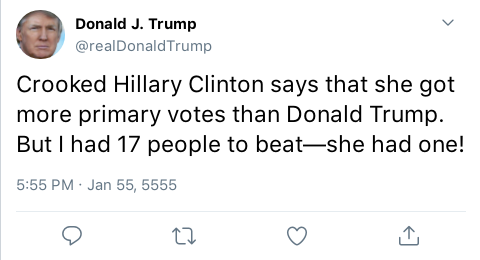 Donald J. Trump
@realDonaldTrump
Crooked Hillary Clinton says that she got
more primary votes than Donald Trump.
But I had 17 people to beat—she had one!
5:55 PM · Jan 55, 5555